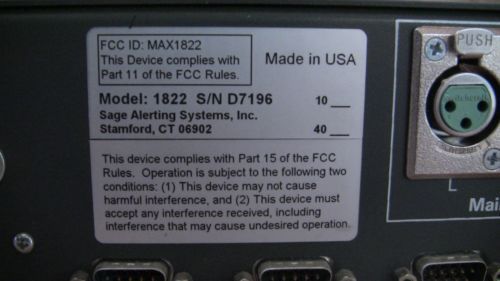 FCC ID: MAX1822
This Device complies with
Part 11 of the FCC Rules.
Made in USA
Model: 1822 S/N D7196
10 ___
Sage Alerting Systems, Inc.
Stamford, CT 06902
40 ___
This device complies with Part 15 of the FCC
Rules. Operation is subject to the following two
conditions: (1) This device may not cause
harmful interference, and (2) This device must
accept any interference received, including
interference that may cause undesired operation.
PUSH
Switchcraft
Mai